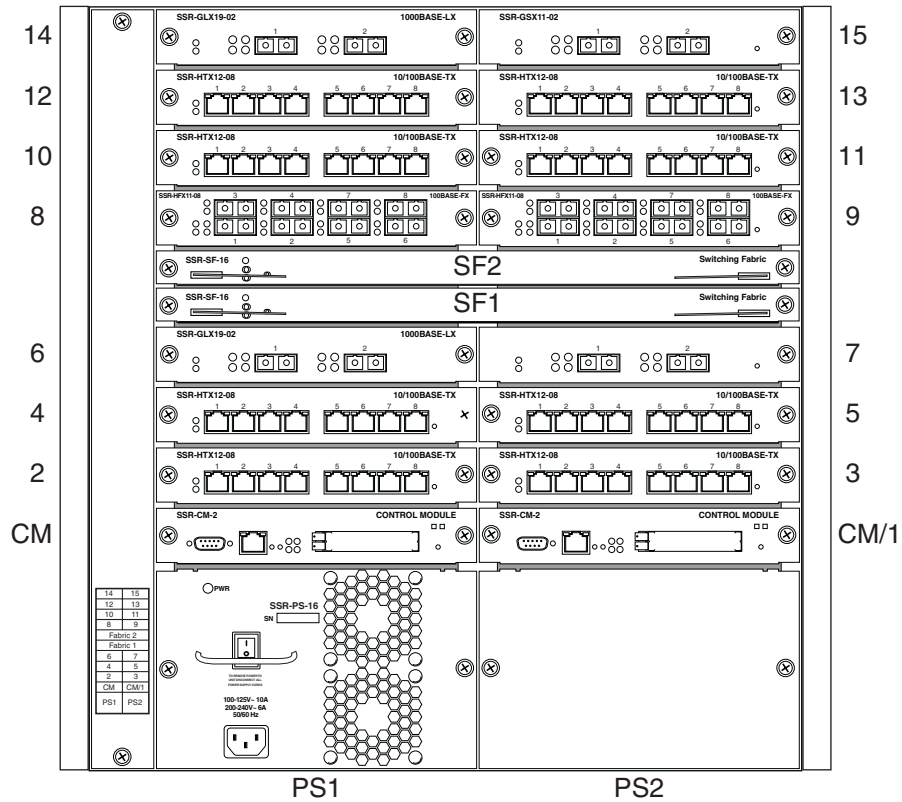 14
SSR-GLX19-02 1000BASE-LX
1 2
SSR-GSX11-02
1 2
15
12
SSR-HTX12-08 10/100BASE-TX
1 2 3 4 5 6 7 8
SSR-HTX12-08 10/100BASE-TX
1 2 3 4 5 6 7 8
13
10
SSR-HTX12-08 10/100BASE-TX
1 2 3 4 5 6 7 8
SSR-HTX12-08 10/100BASE-TX
1 2 3 4 5 6 7 8
11
8
SSR-HFX11-08 100BASE-FX
3 4 7 8
1 2 5 6
SSR-HFX11-08 100BASE-FX
3 4 7 8
1 2 5 6
9
SSR-SF-16 SF2 Switching Fabric
SSR-SF-16 SF1 Switching Fabric
6
SSR-GLX19-02 1000BASE-LX
1 2
1 2
7
4
SSR-HTX12-08 10/100BASE-TX
1 2 3 4 5 6 7 8
SSR-HTX12-08 10/100BASE-TX
1 2 3 4 5 6 7 8
5
2
SSR-HTX12-08 10/100BASE-TX
1 2 3 4 5 6 7 8
SSR-HTX12-08 10/100BASE-TX
1 2 3 4 5 6 7 8
3
CM
SSR-CM-2 CONTROL MODULE
SSR-CM-2 CONTROL MODULE
CM/1
14 15
12 13
10 11
8 9
Fabric 2
Fabric 1
6 7
4 5
2 3
CM CM/1
PS1 PS2
PWR
SSR-PS-16
SN
I
O
TO REMOVE POWER TO
UNIT DISCONNECT ALL
POWER SUPPLY CORDS
100-125V~ 10A
200-240V~ 6A
50/60 Hz
PS1 PS2